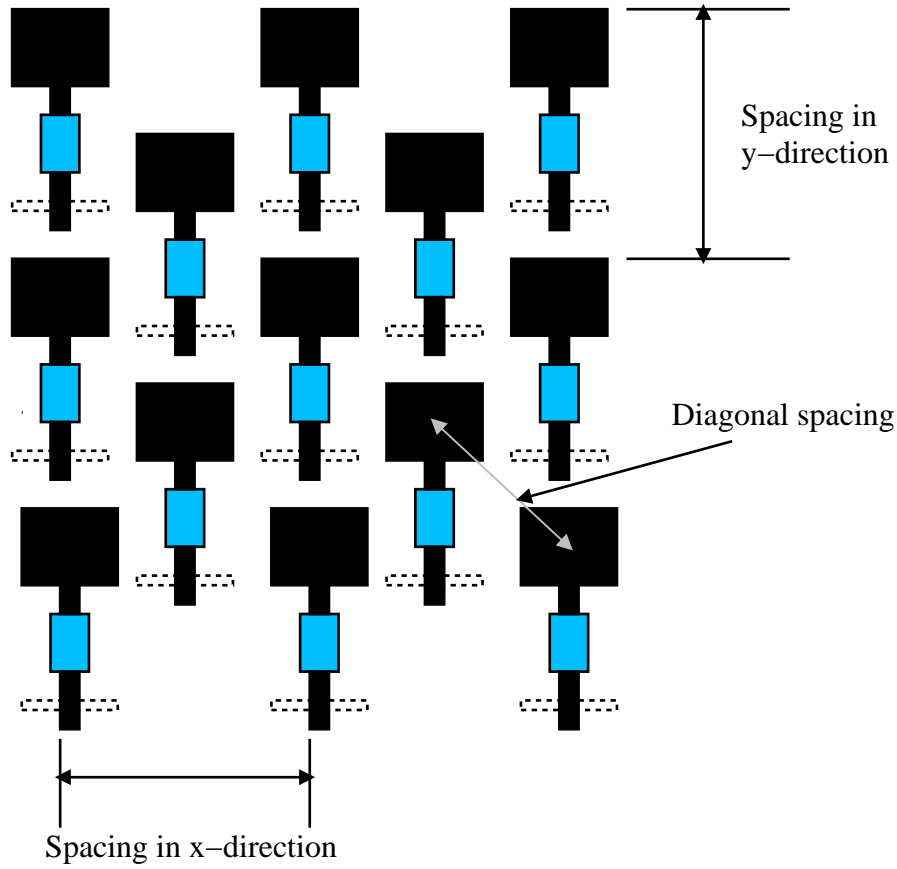 Spacing in
y−direction
Diagonal spacing
Spacing in x−direction